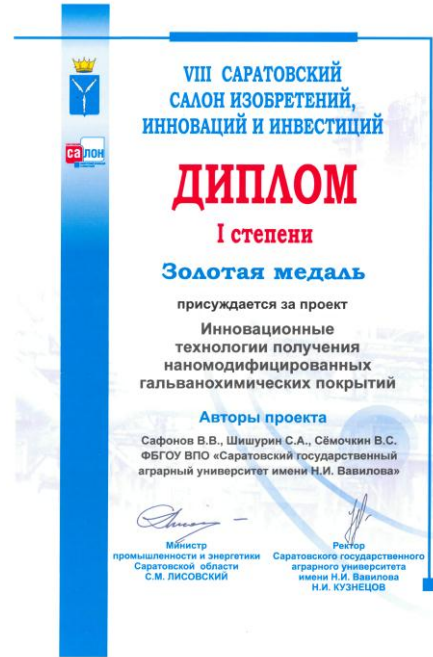 VIII САРАТОВСКИЙ
САЛОН ИЗОБРЕТЕНИЙ,
ИННОВАЦИЙ И ИНВЕСТИЦИЙ
салон
ДИПЛОМ
I степени
Золотая медаль
присуждается за проект
Инновационные
технологии получения
наномодифицированных
гальванохимических покрытий
Авторы проекта
Сафонов В.В., Шишурин С.А., Сёмочкин В.С.
ФБГОУ ВПО «Саратовский государственный
аграрный университет имени Н.И. Вавилова»
Министр
промышленности и энергетики
Саратовской области
С.М. ЛИСОВСКИЙ
Ректор
Саратовского государственного
аграрного университета
имени Н.И. Вавилова
Н.И. КУЗНЕЦОВ